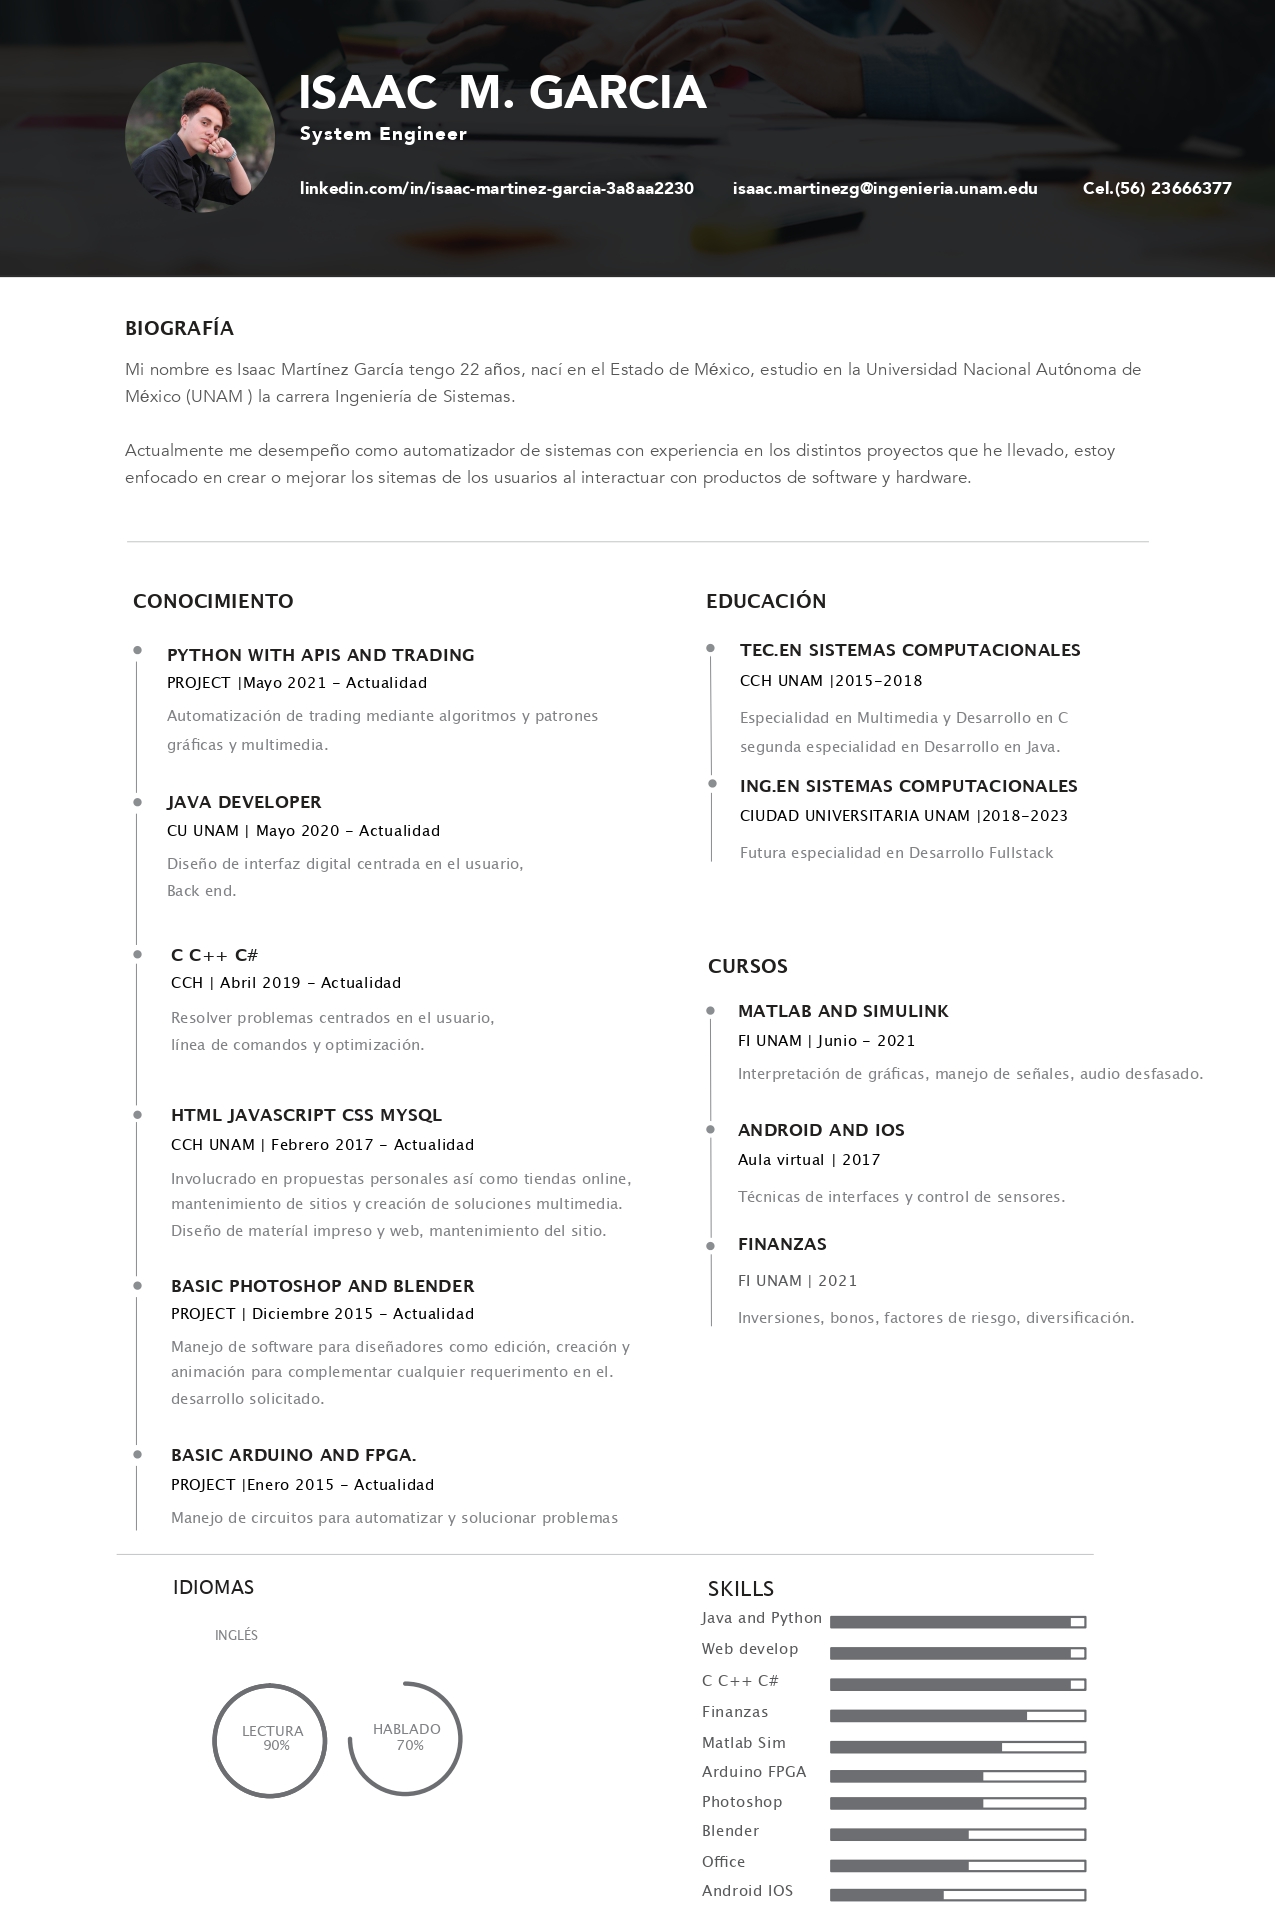 ISAAC M. GARCIA
System Engineer
linkedin.com/in/isaac-martinez-garcia-3a8aa2230 isaac.martinezg@ingenieria.unam.edu Cel.(56) 23666377
BIOGRAFÍA
Mi nombre es Isaac Martínez García tengo 22 años, nací en el Estado de México, estudio en la Universidad Nacional Autónoma de
México (UNAM ) la carrera Ingeniería de Sistemas.
Actualmente me desempeño como automatizador de sistemas con experiencia en los distintos proyectos que he llevado, estoy
enfocado en crear o mejorar los sitemas de los usuarios al interactuar con productos de software y hardware.
CONOCIMIENTO
PYTHON WITH APIS AND TRADING
PROJECT |Mayo 2021 - Actualidad
Automatización de trading mediante algoritmos y patrones
gráficas y multimedia.
JAVA DEVELOPER
CU UNAM | Mayo 2020 - Actualidad
Diseño de interfaz digital centrada en el usuario,
Back end.
C C++ C#
CCH | Abril 2019 - Actualidad
Resolver problemas centrados en el usuario,
línea de comandos y optimización.
HTML JAVASCRIPT CSS MYSQL
CCH UNAM | Febrero 2017 - Actualidad
Involucrado en propuestas personales así como tiendas online,
mantenimiento de sitios y creación de soluciones multimedia.
Diseño de materíal impreso y web, mantenimiento del sitio.
BASIC PHOTOSHOP AND BLENDER
PROJECT | Diciembre 2015 - Actualidad
Manejo de software para diseñadores como edición, creación y
animación para complementar cualquier requerimento en el.
desarrollo solicitado.
BASIC ARDUINO AND FPGA.
PROJECT |Enero 2015 - Actualidad
Manejo de circuitos para automatizar y solucionar problemas
EDUCACIÓN
TEC.EN SISTEMAS COMPUTACIONALES
CCH UNAM |2015-2018
Especialidad en Multimedia y Desarrollo en C
segunda especialidad en Desarrollo en Java.
ING.EN SISTEMAS COMPUTACIONALES
CIUDAD UNIVERSITARIA UNAM |2018-2023
Futura especialidad en Desarrollo Fullstack
CURSOS
MATLAB AND SIMULINK
FI UNAM | Junio - 2021
Interpretación de gráficas, manejo de señales, audio desfasado.
ANDROID AND IOS
Aula virtual | 2017
Técnicas de interfaces y control de sensores.
FINANZAS
FI UNAM | 2021
Inversiones, bonos, factores de riesgo, diversificación.
IDIOMAS
INGLÉS
LECTURA
90%
HABLADO
70%
SKILLS
Java and Python
Web develop
C C++ C#
Finanzas
Matlab Sim
Arduino FPGA
Photoshop
Blender
Office
Android IOS